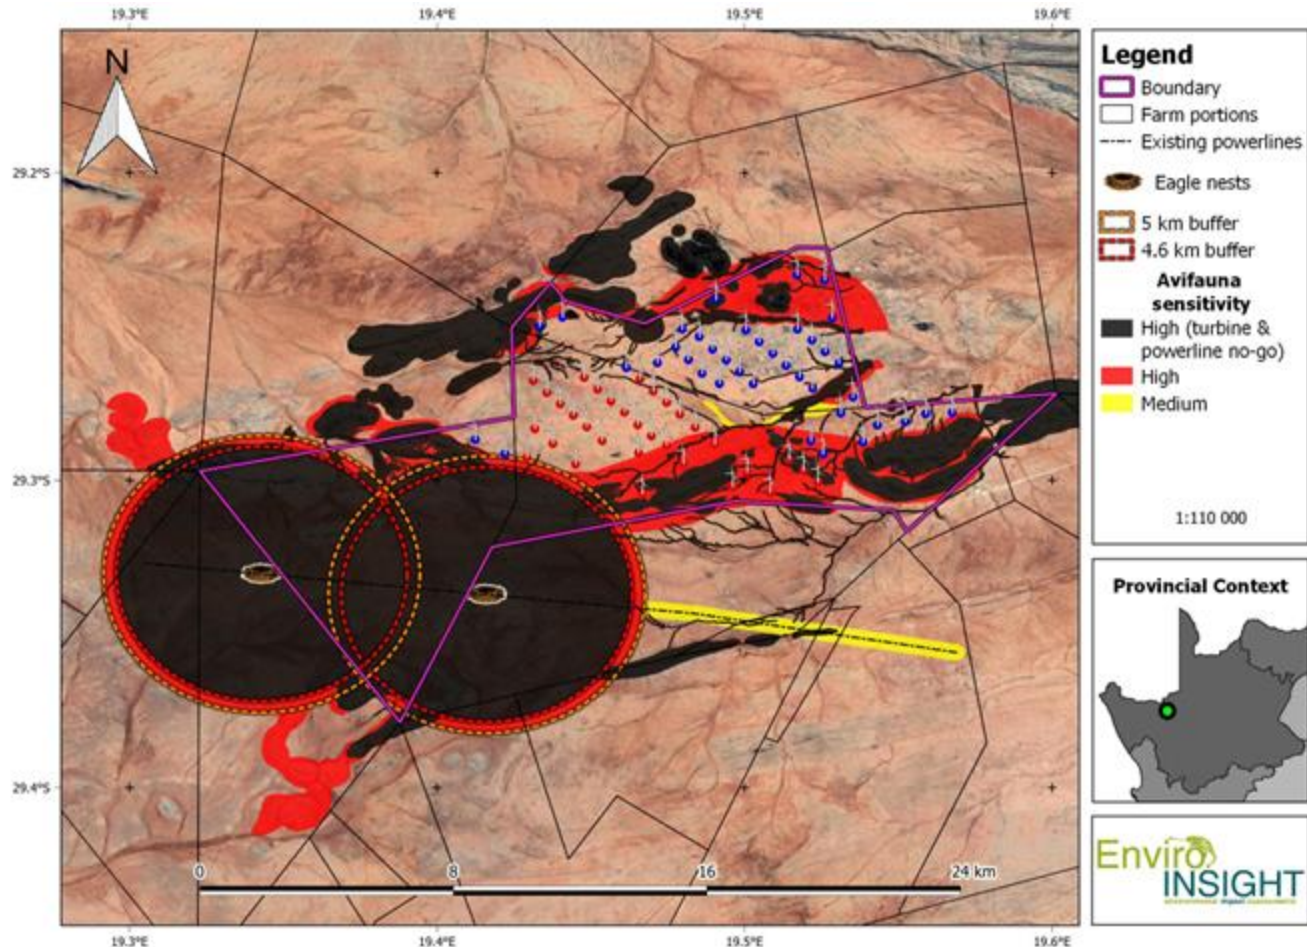 19.3°E 19.4°E 19.5°E 19.6°E
N
29.2°S
29.3°S
29.4°S
0 8 16 24 km
19.3°E 19.4°E 19.5°E 19.6°E
Legend
Boundary
Farm portions
Existing powerlines
Eagle nests
5 km buffer
4.6 km buffer
Avifauna
sensitivity
High (turbine &
powerline no-go)
High
Medium
1:110 000
Provincial Context
Enviro
INSIGHT